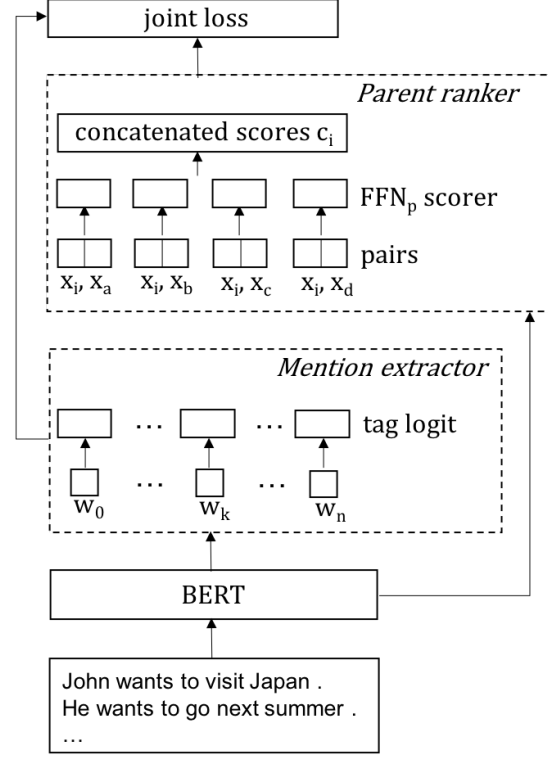 joint loss
Parent ranker
concatenated scores cᵢ
FFNₚ scorer
pairs
xᵢ, xₐ xᵢ, x_b xᵢ, x_c xᵢ, x_d
Mention extractor
… … tag logit
… …
w₀ wₖ wₙ
BERT
John wants to visit Japan .
He wants to go next summer .
…